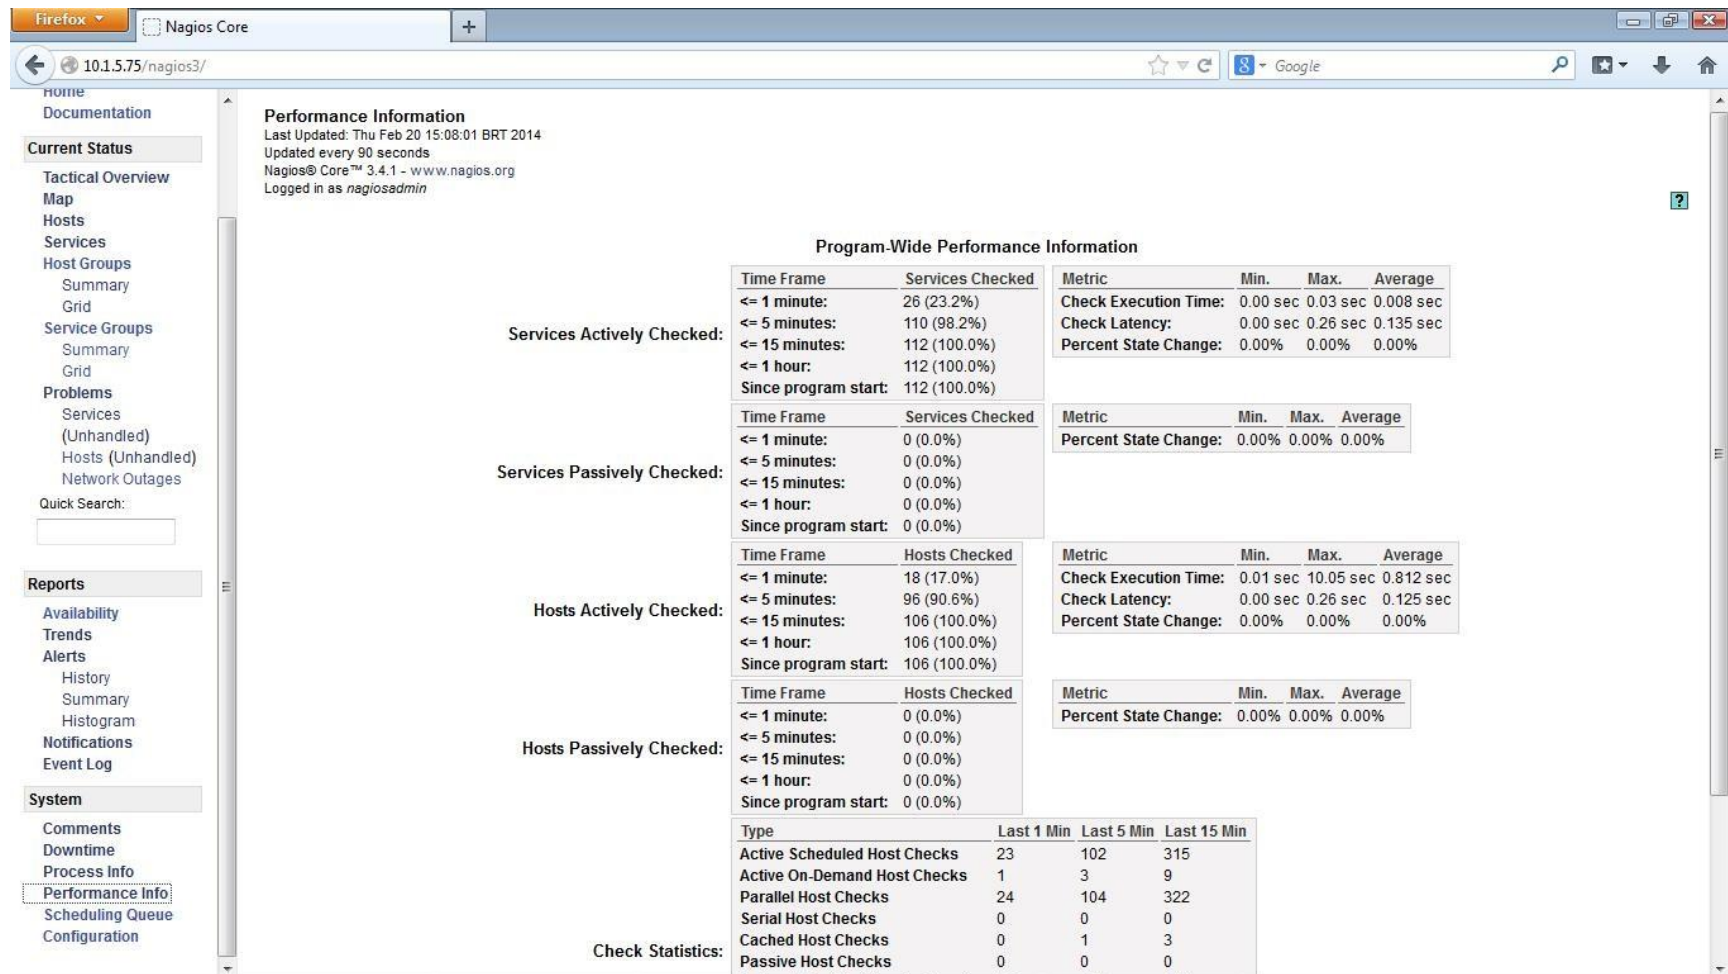 Firefox
Nagios Core
10.1.5.75/nagios3/
Google
Home
Documentation
Current Status
Tactical Overview
Map
Hosts
Services
Host Groups
Summary
Grid
Service Groups
Summary
Grid
Problems
Services
(Unhandled)
Hosts (Unhandled)
Network Outages
Quick Search:
Reports
Availability
Trends
Alerts
History
Summary
Histogram
Notifications
Event Log
System
Comments
Downtime
Process Info
Performance Info
Scheduling Queue
Configuration
Performance Information
Last Updated: Thu Feb 20 15:08:01 BRT 2014
Updated every 90 seconds
Nagios® Core™ 3.4.1 - www.nagios.org
Logged in as nagiosadmin
?
Program-Wide Performance Information
Services Actively Checked:
Time Frame Services Checked
<= 1 minute: 26 (23.2%)
<= 5 minutes: 110 (98.2%)
<= 15 minutes: 112 (100.0%)
<= 1 hour: 112 (100.0%)
Since program start: 112 (100.0%)
Metric Min. Max. Average
Check Execution Time: 0.00 sec 0.03 sec 0.008 sec
Check Latency: 0.00 sec 0.26 sec 0.135 sec
Percent State Change: 0.00% 0.00% 0.00%
Services Passively Checked:
Time Frame Services Checked
<= 1 minute: 0 (0.0%)
<= 5 minutes: 0 (0.0%)
<= 15 minutes: 0 (0.0%)
<= 1 hour: 0 (0.0%)
Since program start: 0 (0.0%)
Metric Min. Max. Average
Percent State Change: 0.00% 0.00% 0.00%
Hosts Actively Checked:
Time Frame Hosts Checked
<= 1 minute: 18 (17.0%)
<= 5 minutes: 96 (90.6%)
<= 15 minutes: 106 (100.0%)
<= 1 hour: 106 (100.0%)
Since program start: 106 (100.0%)
Metric Min. Max. Average
Check Execution Time: 0.01 sec 10.05 sec 0.812 sec
Check Latency: 0.00 sec 0.26 sec 0.125 sec
Percent State Change: 0.00% 0.00% 0.00%
Hosts Passively Checked:
Time Frame Hosts Checked
<= 1 minute: 0 (0.0%)
<= 5 minutes: 0 (0.0%)
<= 15 minutes: 0 (0.0%)
<= 1 hour: 0 (0.0%)
Since program start: 0 (0.0%)
Metric Min. Max. Average
Percent State Change: 0.00% 0.00% 0.00%
Check Statistics:
Type Last 1 Min Last 5 Min Last 15 Min
Active Scheduled Host Checks 23 102 315
Active On-Demand Host Checks 1 3 9
Parallel Host Checks 24 104 322
Serial Host Checks 0 0 0
Cached Host Checks 0 1 3
Passive Host Checks 0 0 0